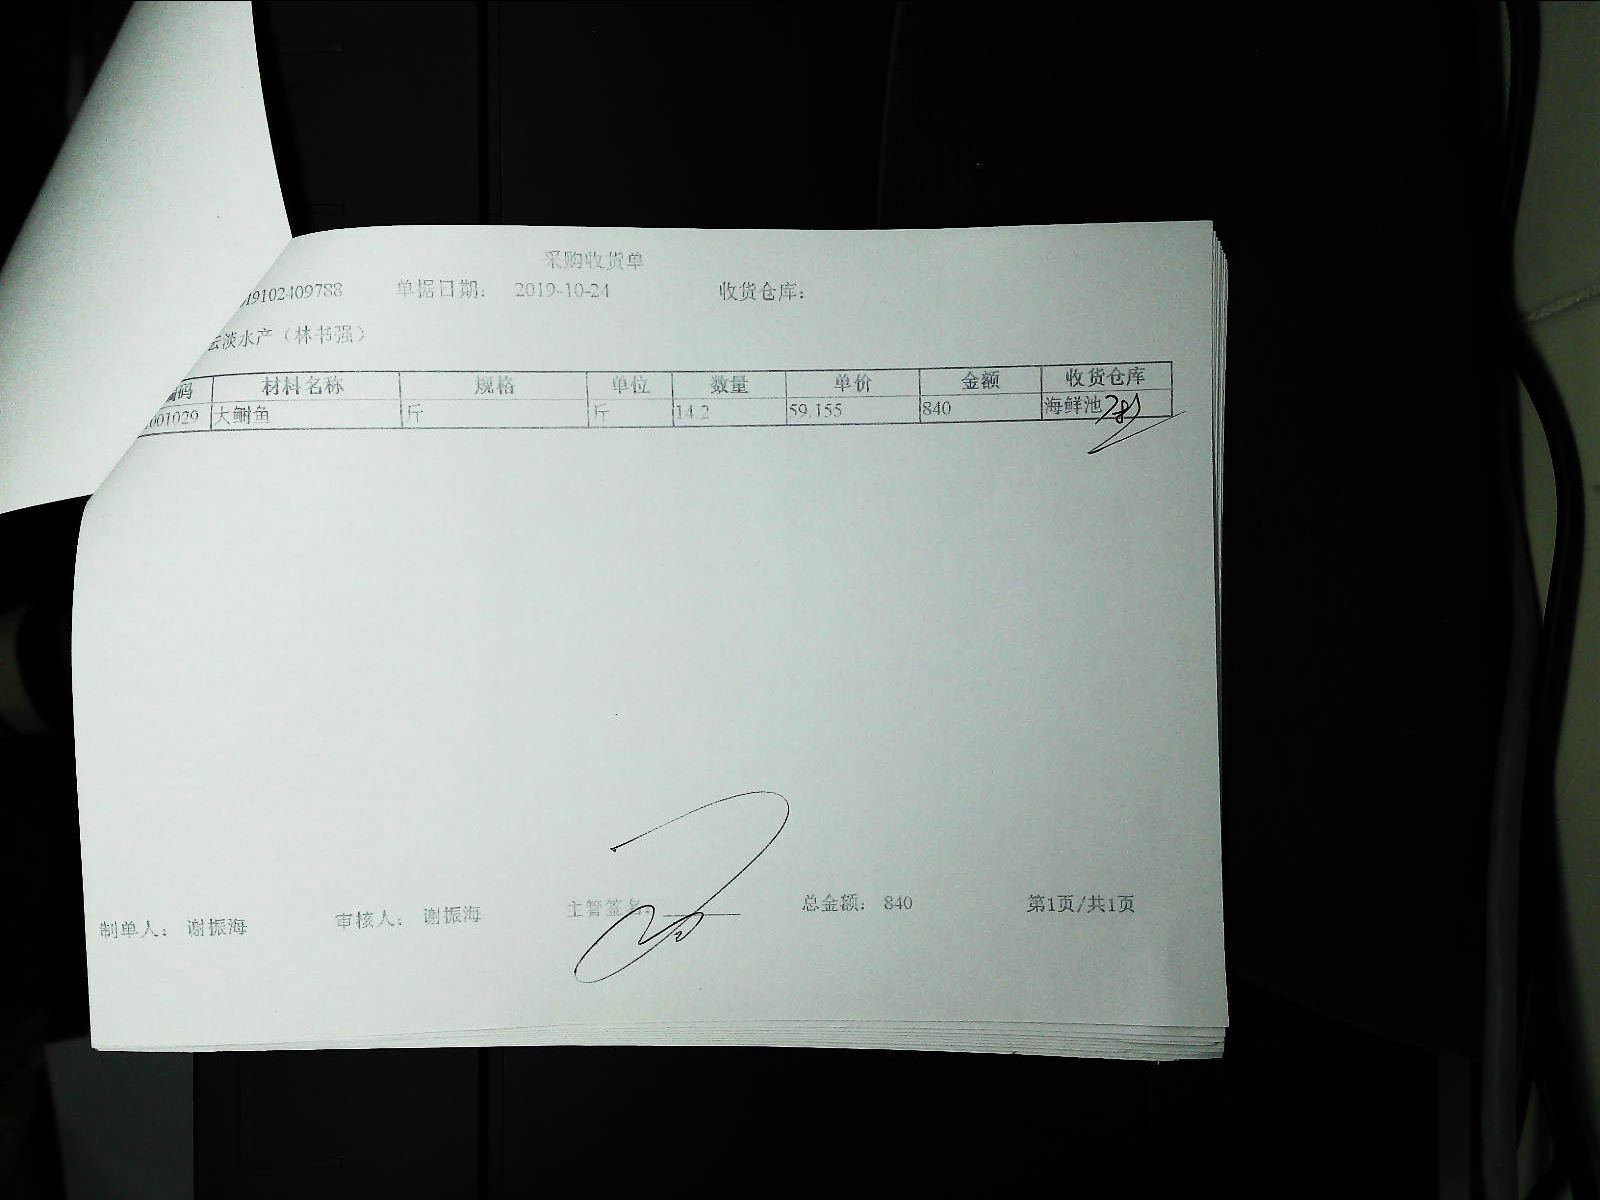 采购收货单
19102409788 单据日期: 2019-10-24 收货仓库:
云淡水产（林书强）
编码 材料名称 规格 单位 数量 单价 金额 收货仓库
001029 大鲥鱼 斤 斤 14.2 59.155 840 海鲜池
制单人: 谢振海 审核人: 谢振海 主管签名: 总金额: 840 第1页/共1页